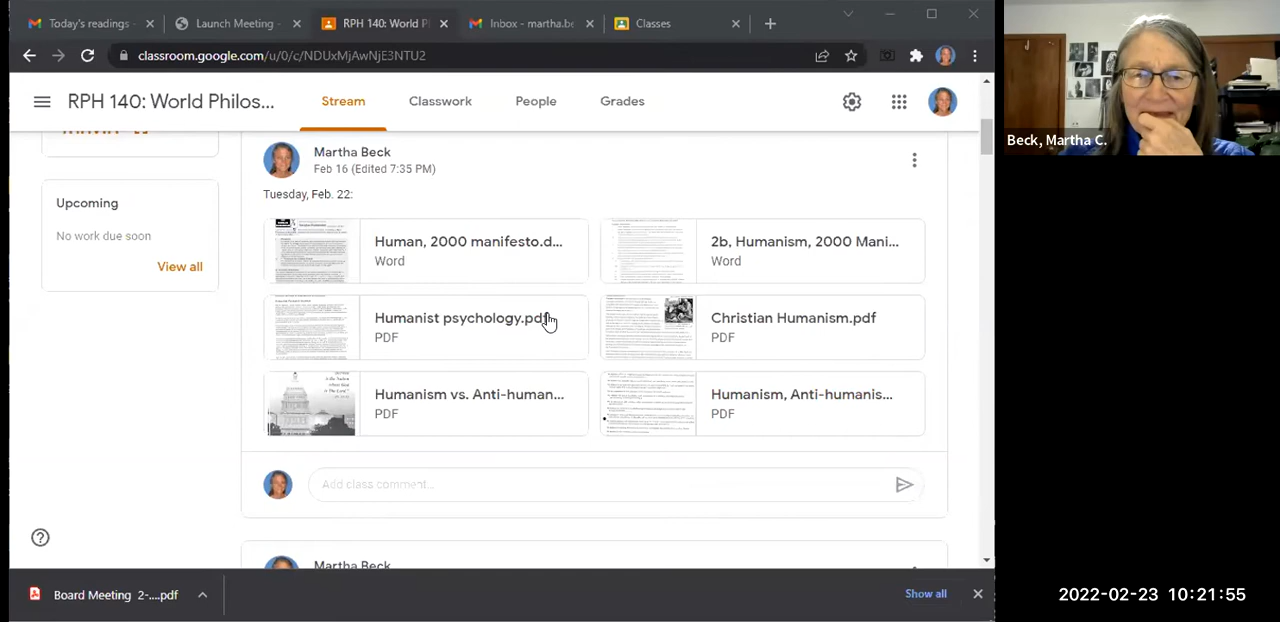 Today's readings -
Launch Meeting -
RPH 140: World P
Inbox - martha.be
Classes
classroom.google.com/u/0/c/NDUxMjAwNjE3NTU2
RPH 140: World Philos...
Stream
Classwork
People
Grades
Beck, Martha C.
Martha Beck
Feb 16 (Edited 7:35 PM)
Tuesday, Feb. 22:
Upcoming
No work due soon
View all
Human, 2000 manifesto.d...
Word
2b, Humanism, 2000 Mani...
Word
Humanist psychology.pdf
PDF
Christian Humanism.pdf
PDF
Humanism vs. Anti-human...
PDF
Humanism, Anti-humanis...
PDF
Add class comment...
Martha Beck
Board Meeting 2-....pdf
Show all
2022-02-23 10:21:55